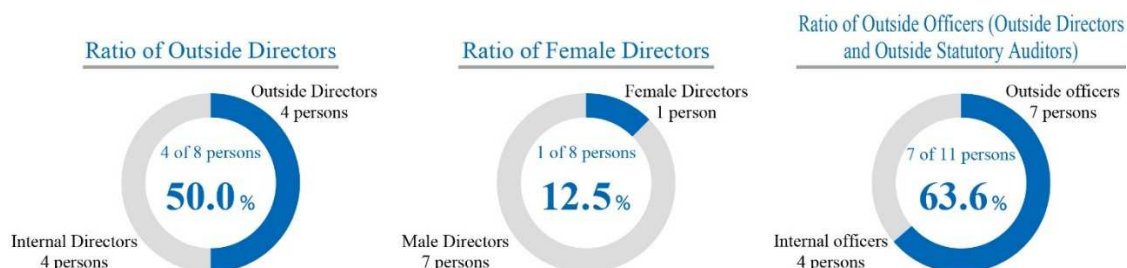 Ratio of Outside Directors
Outside Directors
4 persons
4 of 8 persons
50.0 %
Internal Directors
4 persons
Ratio of Female Directors
Female Directors
1 person
1 of 8 persons
12.5 %
Male Directors
7 persons
Ratio of Outside Officers (Outside Directors
and Outside Statutory Auditors)
Outside officers
7 persons
7 of 11 persons
63.6 %
Internal officers
4 persons